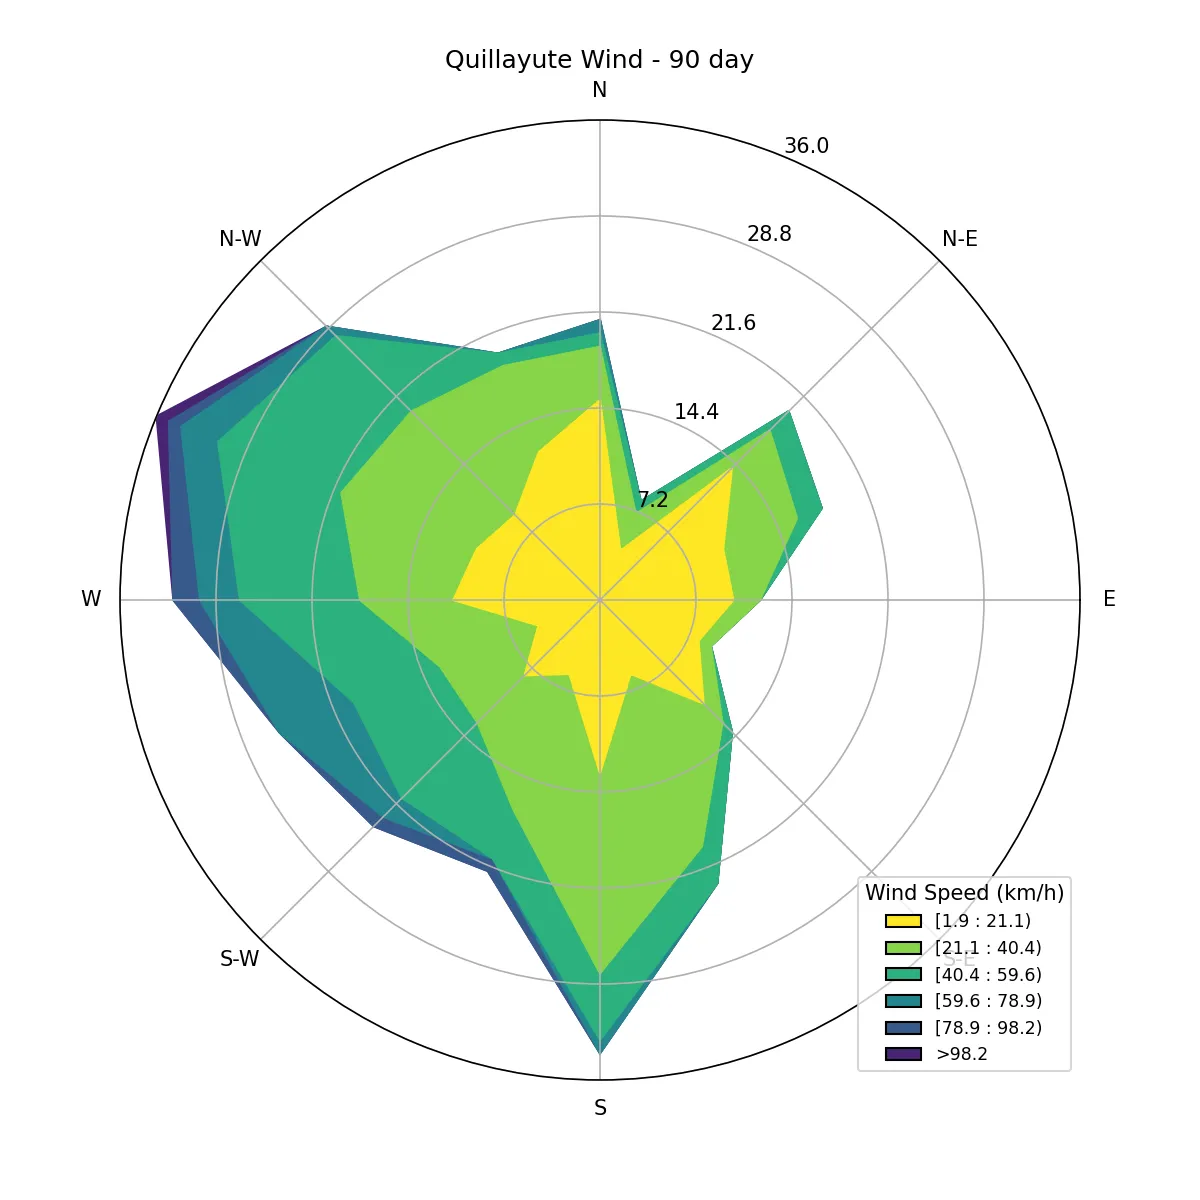 Quillayute Wind - 90 day
N
36.0
N-W
28.8
N-E
21.6
14.4
7.2
W
E
S-W
S-E
S
Wind Speed (km/h)
[1.9 : 21.1)
[21.1 : 40.4)
[40.4 : 59.6)
[59.6 : 78.9)
[78.9 : 98.2)
>98.2